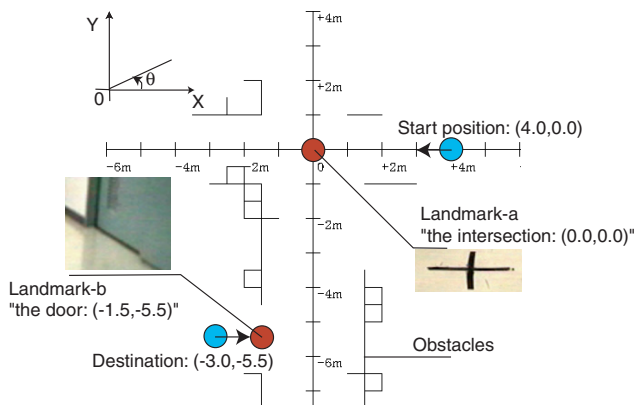 Y
+4m
θ
+2m
0
X
Start position: (4.0,0.0)
-6m
-4m
-2m
0
+2m
+4m
Landmark-a
"the intersection: (0.0,0.0)"
-2m
Landmark-b
"the door: (-1.5,-5.5)"
-4m
Obstacles
Destination: (-3.0,-5.5)
-6m